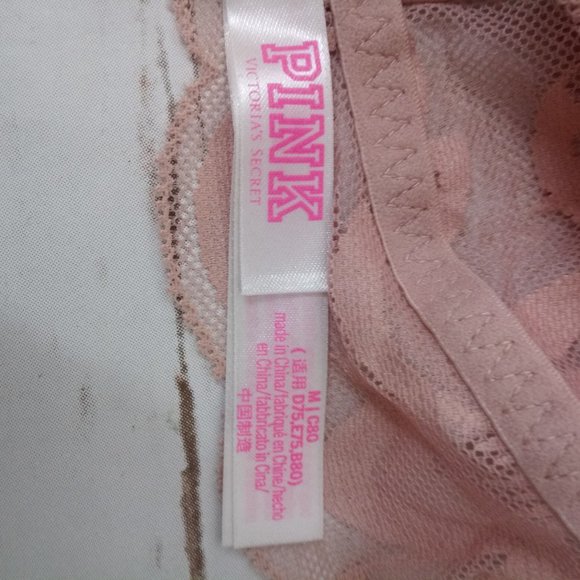 PINK
VICTORIA'S SECRET
M | C80
(适用 D75,E75,B80)
made in China/fabriqué en Chine/hecho
en China/fabbricato in Cina/
中国制造